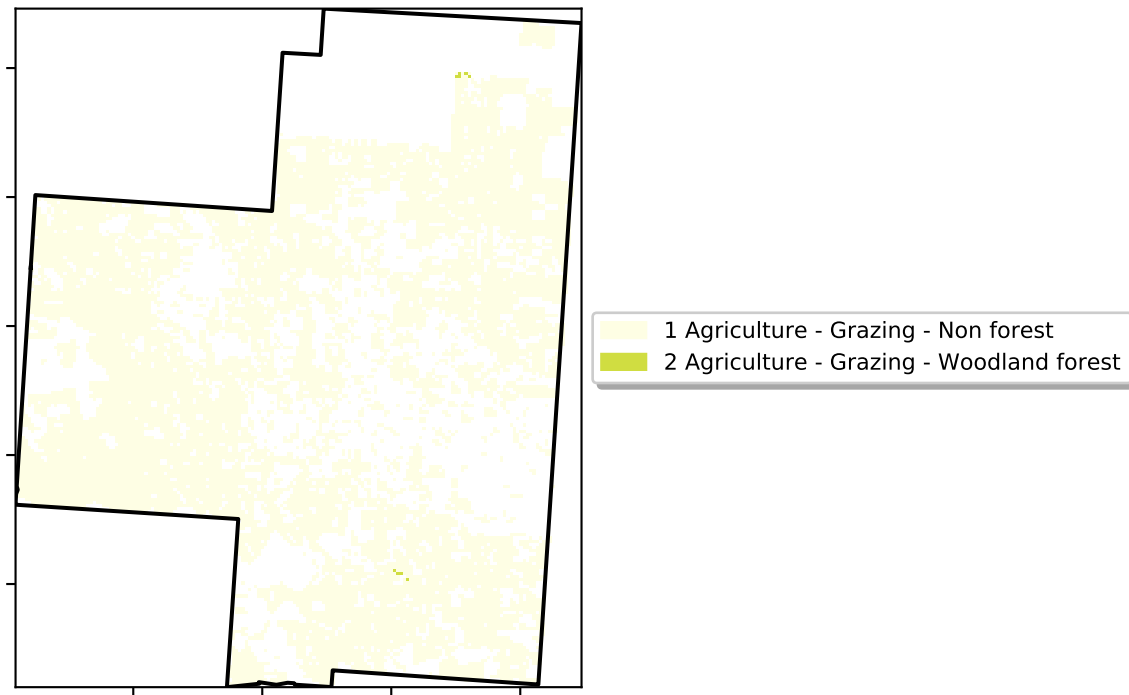 1 Agriculture - Grazing - Non forest
2 Agriculture - Grazing - Woodland forest